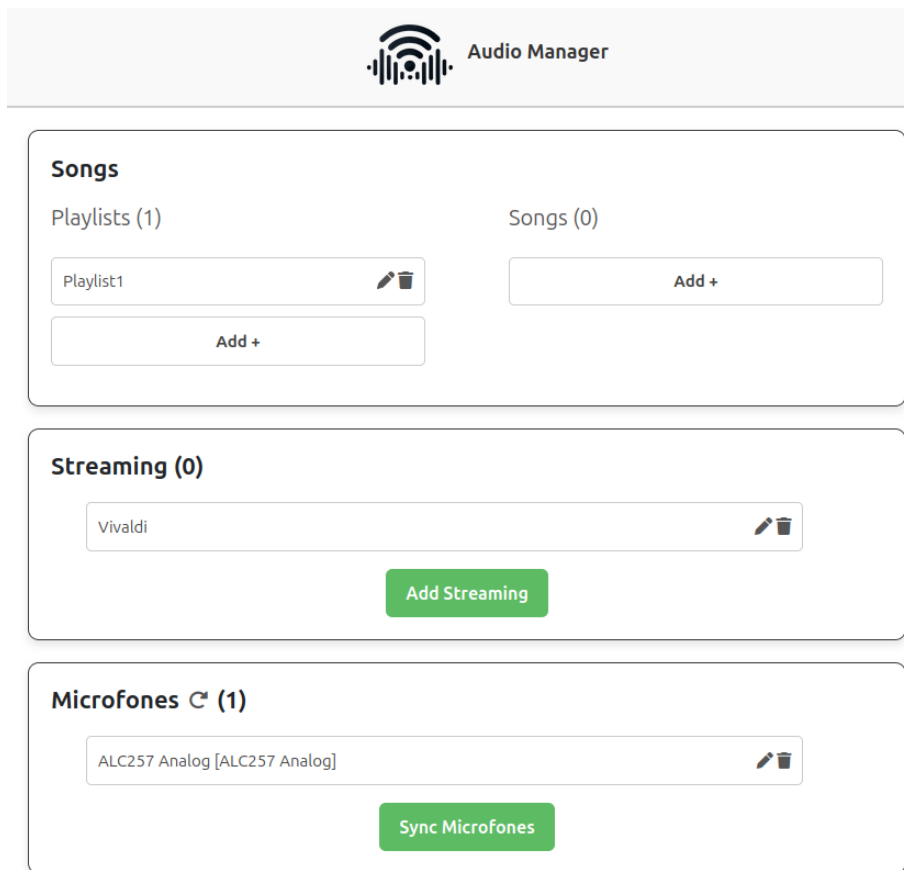 Audio Manager
Songs
Playlists (1)
Songs (0)
Playlist1
Add +
Add +
Streaming (0)
Vivaldi
Add Streaming
Microfones (1)
ALC257 Analog [ALC257 Analog]
Sync Microfones